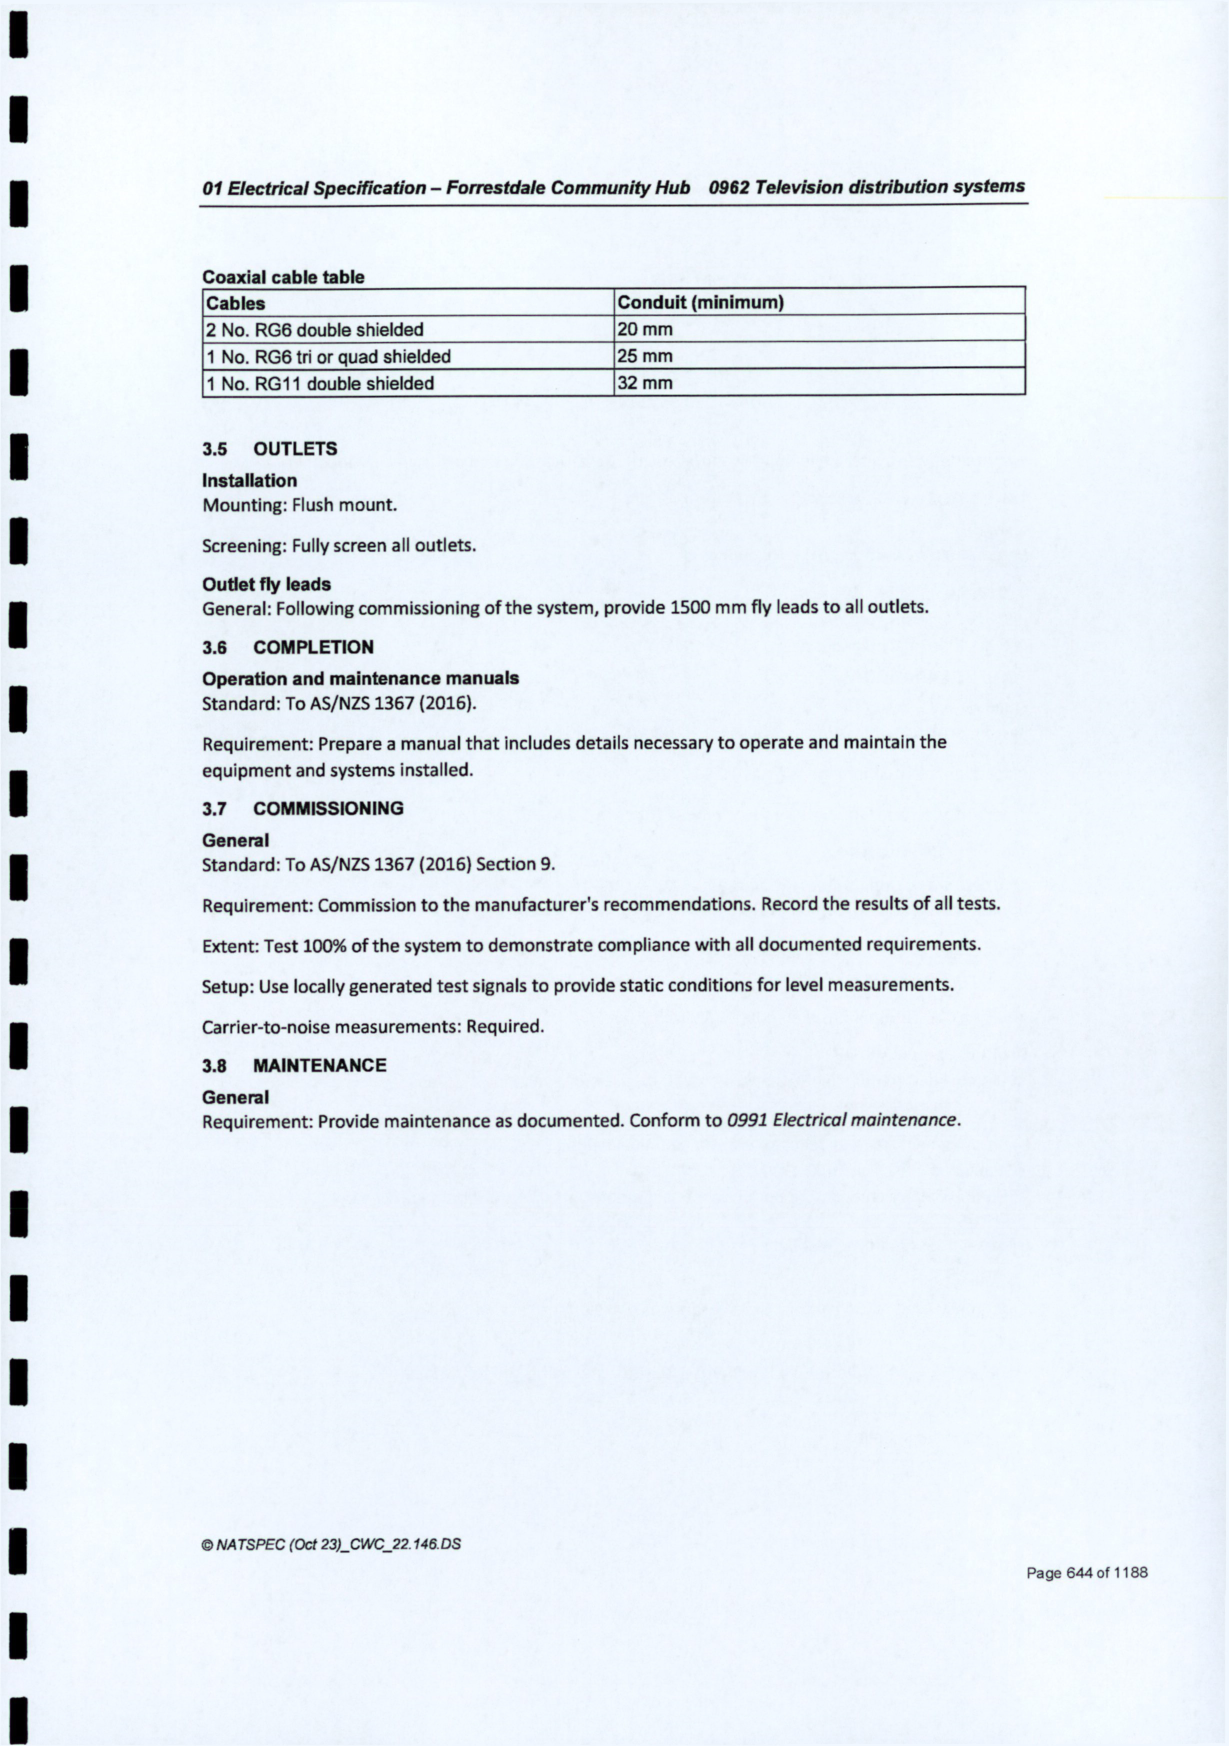 01 Electrical Specification – Forrestdale Community Hub 0962 Television distribution systems
Coaxial cable table
Cables Conduit (minimum)
2 No. RG6 double shielded 20 mm
1 No. RG6 tri or quad shielded 25 mm
1 No. RG11 double shielded 32 mm
3.5 OUTLETS
Installation
Mounting: Flush mount.
Screening: Fully screen all outlets.
Outlet fly leads
General: Following commissioning of the system, provide 1500 mm fly leads to all outlets.
3.6 COMPLETION
Operation and maintenance manuals
Standard: To AS/NZS 1367 (2016).
Requirement: Prepare a manual that includes details necessary to operate and maintain the
equipment and systems installed.
3.7 COMMISSIONING
General
Standard: To AS/NZS 1367 (2016) Section 9.
Requirement: Commission to the manufacturer's recommendations. Record the results of all tests.
Extent: Test 100% of the system to demonstrate compliance with all documented requirements.
Setup: Use locally generated test signals to provide static conditions for level measurements.
Carrier-to-noise measurements: Required.
3.8 MAINTENANCE
General
Requirement: Provide maintenance as documented. Conform to 0991 Electrical maintenance.
© NATSPEC (Oct 23)_CWC_22.146.DS
Page 644 of 1188